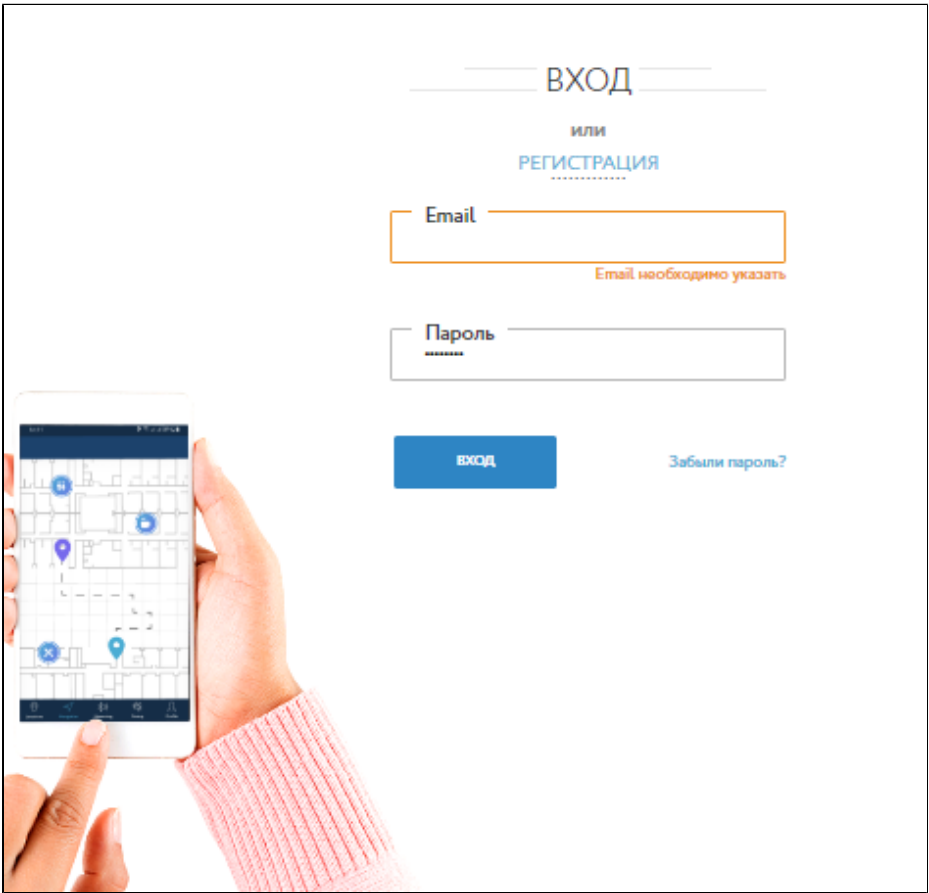 ВХОД
или
РЕГИСТРАЦИЯ
Email
Email необходимо указать
Пароль
ВХОД
Забыли пароль?